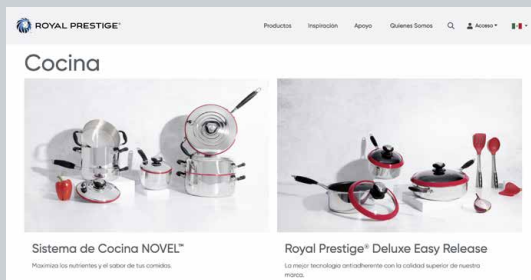 ROYAL PRESTIGE®
Productos Inspiración Apoyo Quienes Somos Acceso
Cocina
Sistema de Cocina NOVEL™
Maximiza los nutrientes y el sabor de tus comidas.
Royal Prestige® Deluxe Easy Release
La mejor tecnología antiadherente con la calidad superior de nuestra
marca.